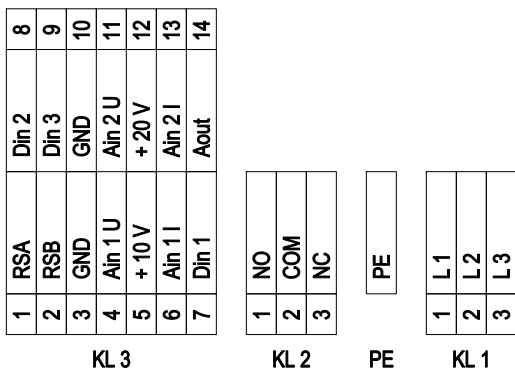 1 RSA Din 2 8
2 RSB Din 3 9
3 GND GND 10
4 Ain 1 U Ain 2 U 11
5 + 10 V + 20 V 12
6 Ain 1 I Ain 2 I 13
7 Din 1 Aout 14
KL 3
1 NO
2 COM
3 NC
KL 2
PE
PE
1 L 1
2 L 2
3 L 3
KL 1